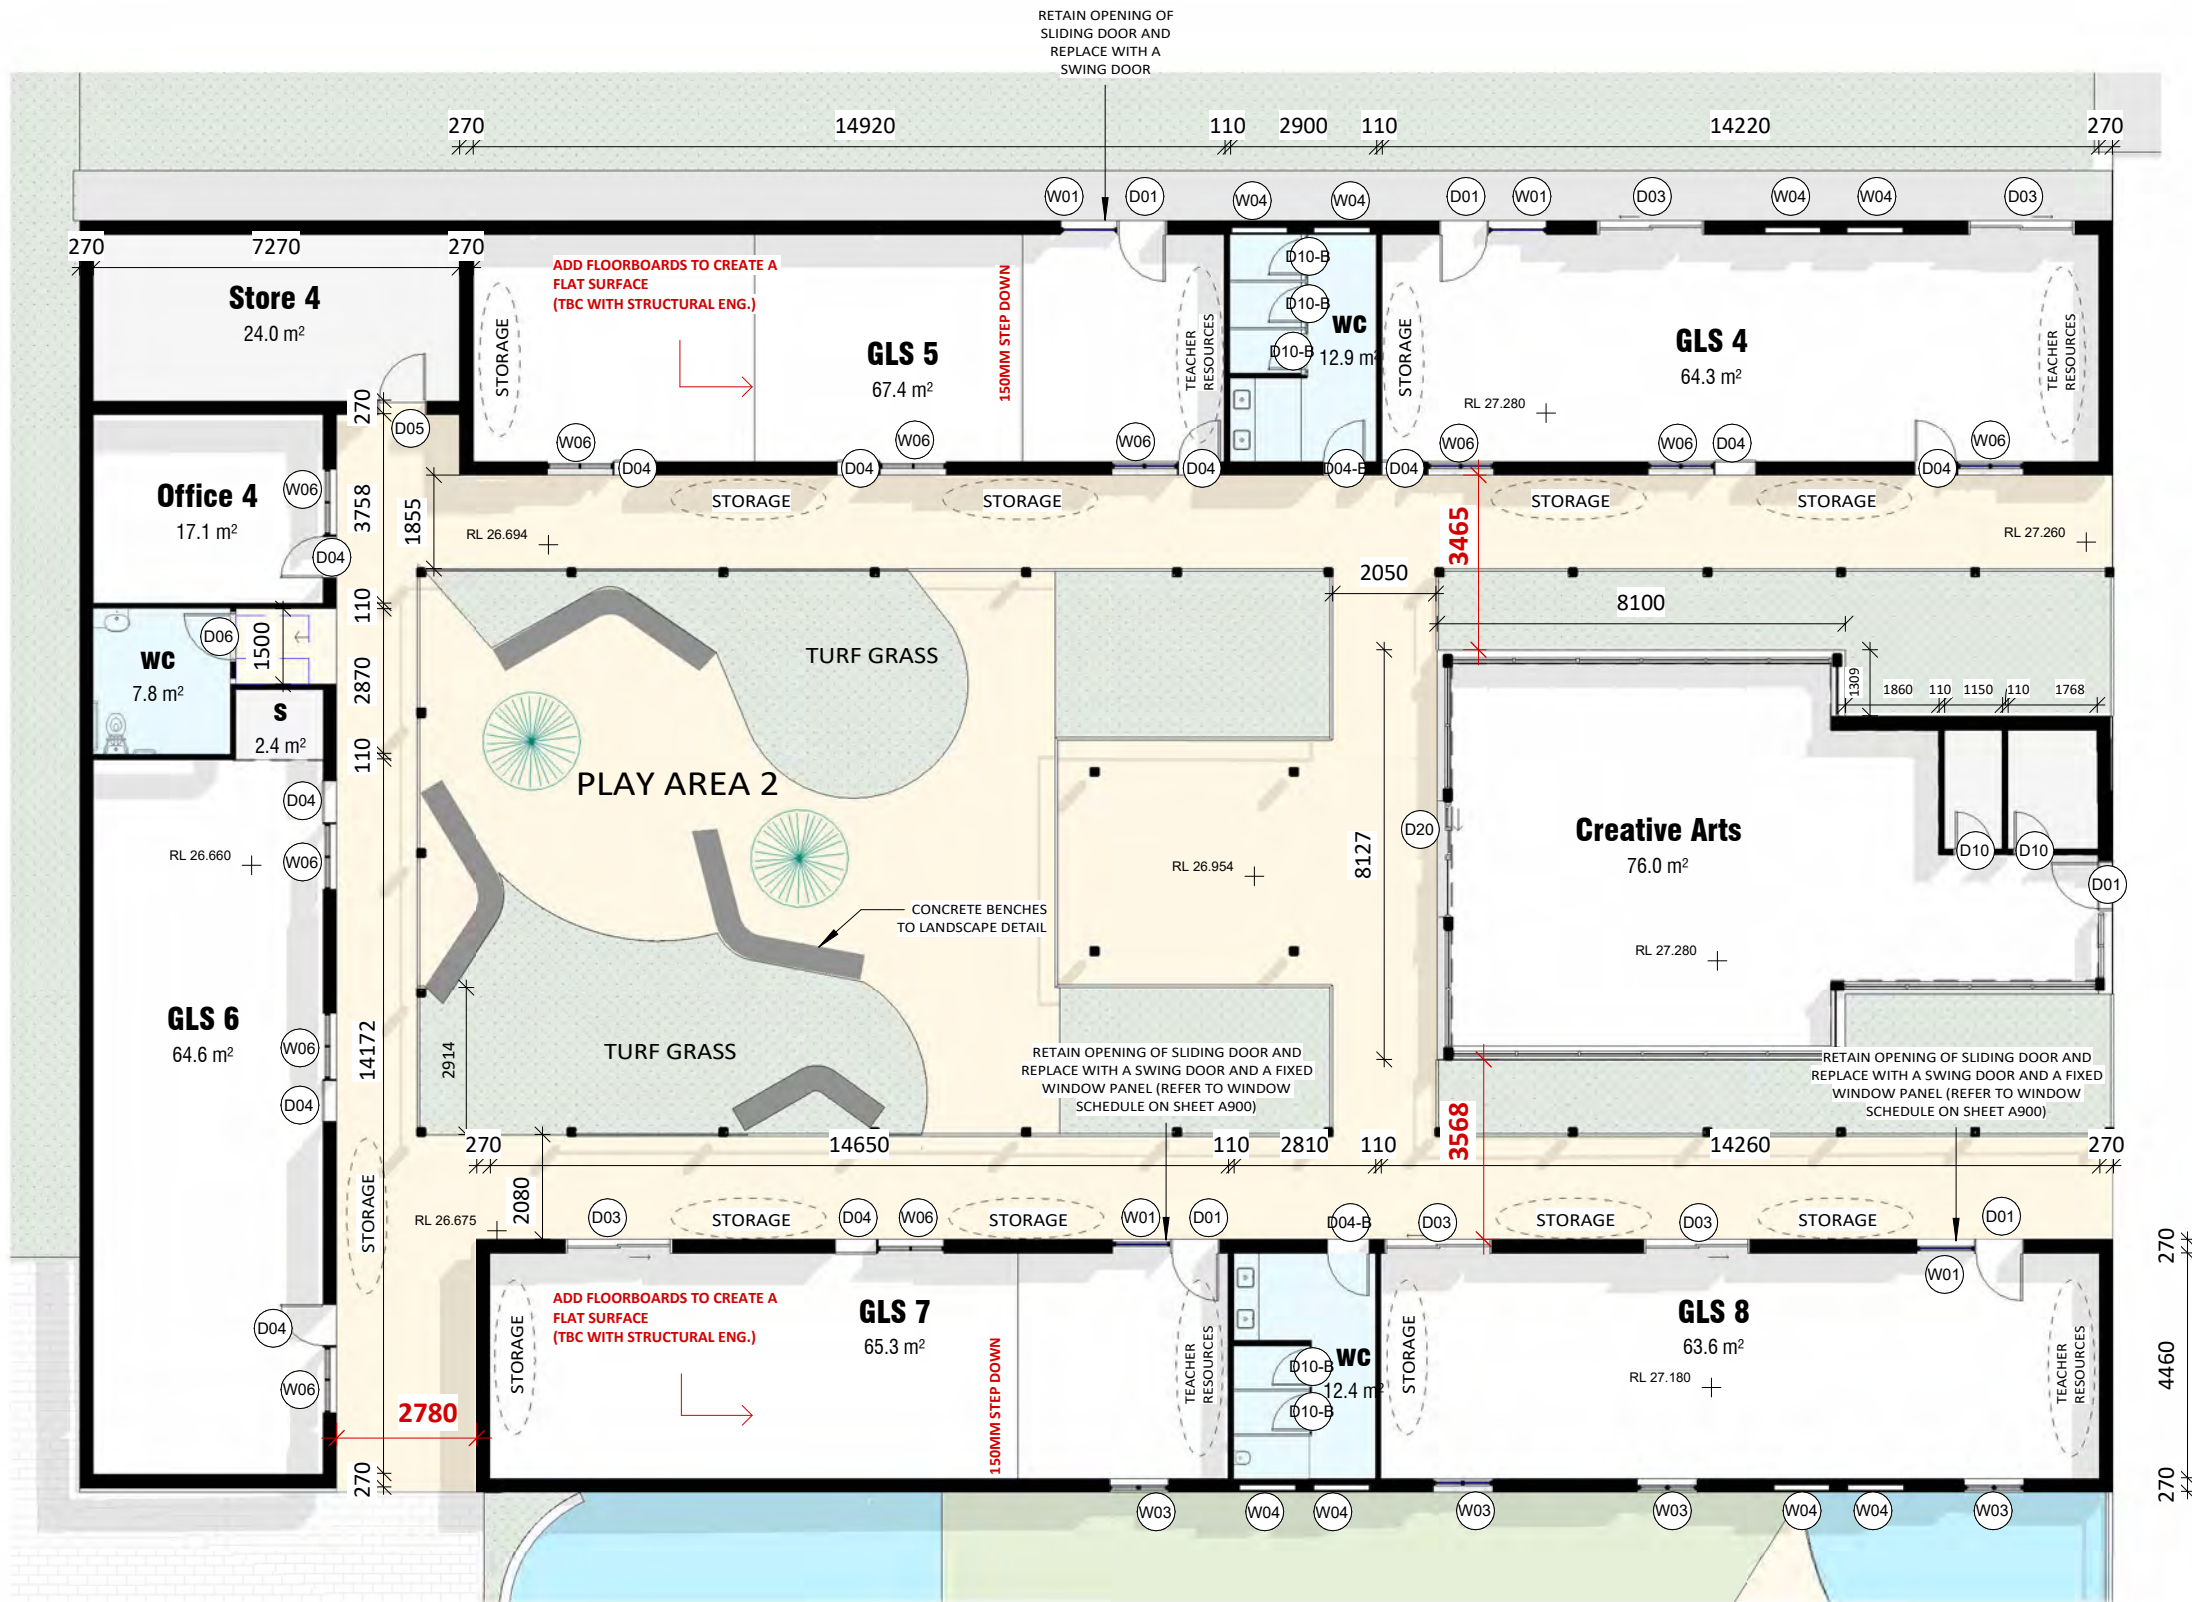 RETAIN OPENING OF
SLIDING DOOR AND
REPLACE WITH A
SWING DOOR
270 14920 110 2900 110 14220 270
W01 D01 W04 W04 D01 W01 D03 W04 W04 D03
270 7270 270
Store 4
24.0 m²
ADD FLOORBOARDS TO CREATE A
FLAT SURFACE
(TBC WITH STRUCTURAL ENG.)
STORAGE
GLS 5
67.4 m²
150MM STEP DOWN
TEACHER
RESOURCES
D10-B
D10-B
D10-B
WC
12.9 m²
STORAGE
GLS 4
64.3 m²
RL 27.280
TEACHER
RESOURCES
270
D05
W06 D04 D04 W06 W06 D04 D04-B D04 W06 W06 D04 D04 W06
Office 4
17.1 m²
W06
D04
3758
1855
STORAGE STORAGE STORAGE STORAGE
RL 26.694
3465
RL 27.260
110
2050
8100
D06
1500
WC
7.8 m²
2870
S
2.4 m²
110
TURF GRASS
1309
1860 110 1150 110 1768
PLAY AREA 2
D04
RL 26.660
W06
RL 26.954
8127
D20
Creative Arts
76.0 m²
D10 D10
D01
CONCRETE BENCHES
TO LANDSCAPE DETAIL
RL 27.280
GLS 6
64.6 m²
W06
D04
14172
2914
TURF GRASS
RETAIN OPENING OF SLIDING DOOR AND
REPLACE WITH A SWING DOOR AND A FIXED
WINDOW PANEL (REFER TO WINDOW
SCHEDULE ON SHEET A900)
RETAIN OPENING OF SLIDING DOOR AND
REPLACE WITH A SWING DOOR AND A FIXED
WINDOW PANEL (REFER TO WINDOW
SCHEDULE ON SHEET A900)
270 14650 110 2810 110 3568 14260 270
STORAGE
RL 26.675
2080
D03 STORAGE D04 W06 STORAGE W01 D01 D04-B D03 STORAGE D03 STORAGE D01
W01
270
D04
W06
STORAGE
ADD FLOORBOARDS TO CREATE A
FLAT SURFACE
(TBC WITH STRUCTURAL ENG.)
GLS 7
65.3 m²
150MM STEP DOWN
TEACHER
RESOURCES
D10-B
D10-B
WC
12.4 m²
STORAGE
GLS 8
63.6 m²
RL 27.180
TEACHER
RESOURCES
4460
2780
270
270
W03 W04 W04 W03 W03 W04 W04 W03